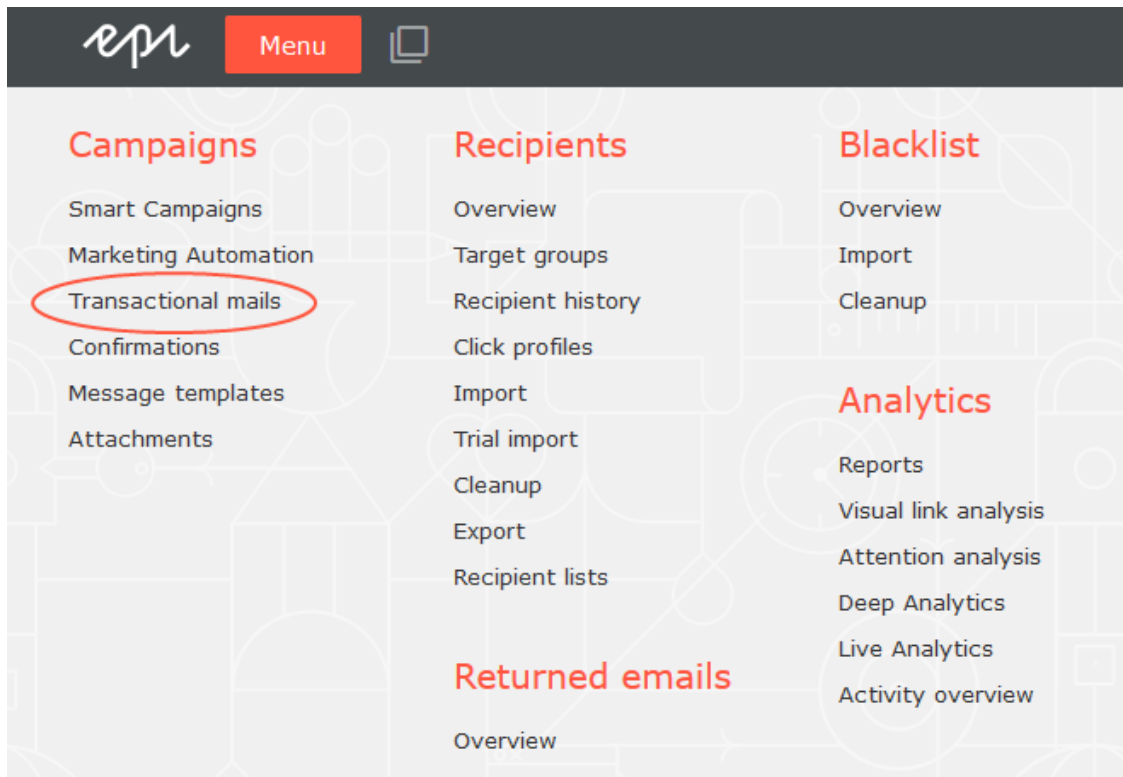 epi
Menu
Campaigns
Smart Campaigns
Marketing Automation
Transactional mails
Confirmations
Message templates
Attachments
Recipients
Overview
Target groups
Recipient history
Click profiles
Import
Trial import
Cleanup
Export
Recipient lists
Returned emails
Overview
Blacklist
Overview
Import
Cleanup
Analytics
Reports
Visual link analysis
Attention analysis
Deep Analytics
Live Analytics
Activity overview